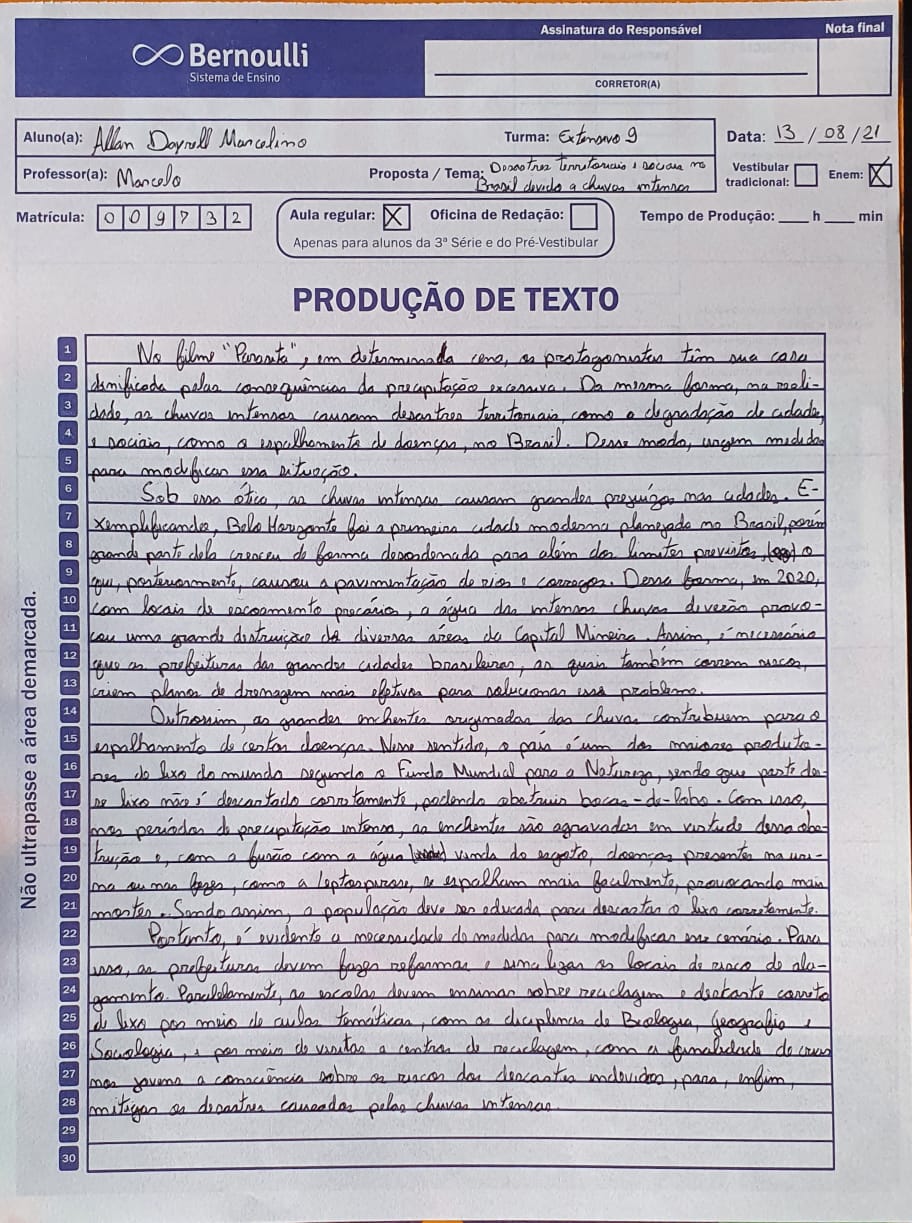 Bernoulli
Sistema de Ensino
Assinatura do Responsável
Nota final
CORRETOR(A)
Aluno(a): Allan Doyrell Marcelino
Turma: Extensivo 9
Data: 13 / 08 / 21
Professor(a): Marcelo
Proposta / Tema: Desastres territoriais e sociais no
Brasil devido a chuvas intensas
Vestibular tradicional:
Enem: X
Matrícula: 009732
Aula regular: X
Oficina de Redação:
Apenas para alunos da 3ª Série e do Pré-Vestibular
Tempo de Produção: ____ h ____ min
PRODUÇÃO DE TEXTO
Não ultrapasse a área demarcada.
1 No filme "Parasita", em determinada cena, os protagonistas têm sua casa
2 danificada pelas consequências da precipitação excessiva. Da mesma forma, na reali-
3 dade, as chuvas intensas causam desastres territoriais, como a degradação de cidades,
4 e sociais, como o espalhamento de doenças, no Brasil. Desse modo, urgem medidas
5 para modificar essa situação.
6 Sob essa ótica, as chuvas intensas causam grandes prejuízos nas cidades. E-
7 xemplificando, Belo Horizonte foi a primeira cidade moderna planejada no Brasil, porém
8 grande parte dela cresceu de forma desordenada para além dos limites previstos, o
9 que, posteriormente, causou a pavimentação de rios e córregos. Dessa forma, em 2020,
10 com locais de escoamento precários, a água das intensas chuvas de verão provo-
11 cou uma grande destruição de diversas áreas da Capital Mineira. Assim, é necessário
12 que as prefeituras das grandes cidades brasileiras, as quais também correm riscos,
13 criem planos de drenagem mais efetivos para solucionar esse problema.
14 Outrossim, as grandes enchentes originadas das chuvas contribuem para o
15 espalhamento de certas doenças. Nesse sentido, o país é um dos maiores produto-
16 res de lixo do mundo segundo o Fundo Mundial para a Natureza, sendo que parte des-
17 se lixo não é descartado corretamente, podendo obstruir bocas-de-lobo. Com isso,
18 nos períodos de precipitação intensa, as enchentes são agravadas em virtude dessa obs-
19 trução e, com a fusão com a água vinda do esgoto, doenças presentes na uri-
20 na ou nas fezes, como a leptospirose, se espalham mais facilmente, provocando mais
21 mortes. Sendo assim, a população deve ser educada para descartar o lixo corretamente.
22 Portanto, é evidente a necessidade de medidas para modificar esse cenário. Para
23 isso, as prefeituras devem fazer reformas e sinalizar os locais de risco de ala-
24 gamento. Paralelamente, as escolas devem ensinar sobre reciclagem e descarte correto
25 de lixo por meio de aulas temáticas, com as disciplinas de Biologia, Geografia e
26 Sociologia, e por meio de visitas a centros de reciclagem, com a finalidade de criar
27 nos jovens a consciência sobre os riscos dos descartes indevidos, para, enfim,
28 mitigar os desastres causados pelas chuvas intensas.
29
30